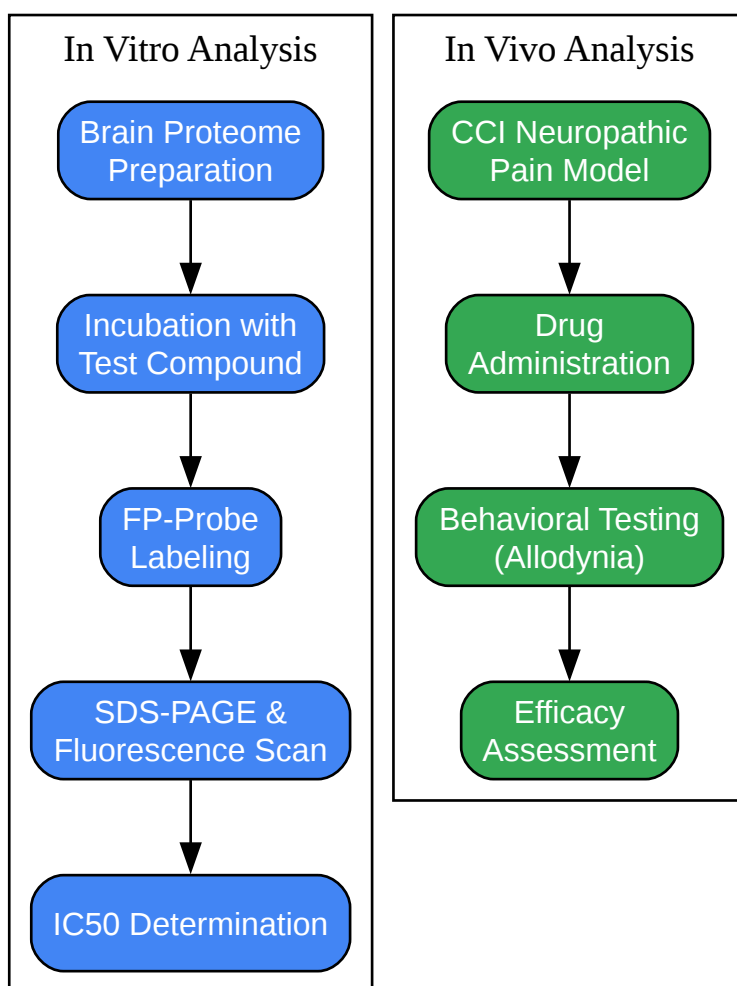 In Vitro Analysis
Brain Proteome
Preparation
Incubation with
Test Compound
FP-Probe
Labeling
SDS-PAGE &
Fluorescence Scan
IC50 Determination
In Vivo Analysis
CCI Neuropathic
Pain Model
Drug
Administration
Behavioral Testing
(Allodynia)
Efficacy
Assessment